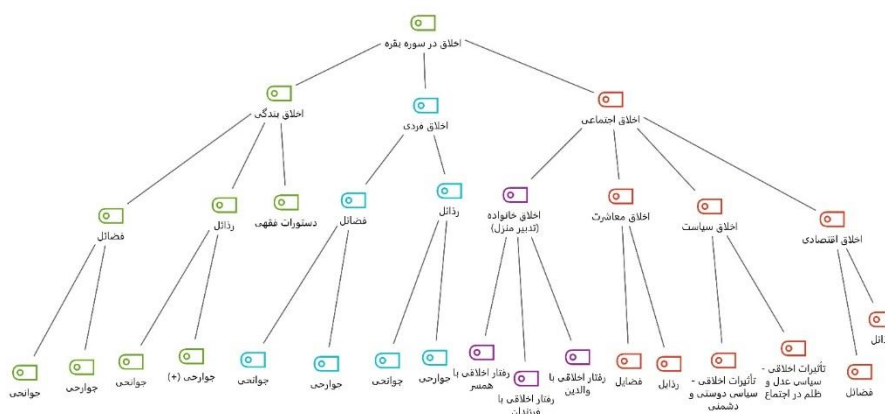 اخلاق در سوره بقره
اخلاق بندگی
اخلاق فردی
اخلاق اجتماعی
فضائل
رذائل
دستورات فقهی
فضائل
رذائل
اخلاق خانواده
(تدبیر منزل)
اخلاق معاشرت
اخلاق سیاست
اخلاق اقتصادی
جوانحی
جوارحی
جوانحی
جوارحی (+)
جوانحی
جوارحی
جوانحی
جوارحی
رفتار اخلاقی با
همسر
رفتار اخلاقی با
فرزندان
رفتار اخلاقی با
والدین
فضایل
رذایل
تأثیرات اخلاقی -
سیاسی دوستی و
دشمنی
تأثیرات اخلاقی -
سیاسی عدل و
ظلم در اجتماع
فضائل